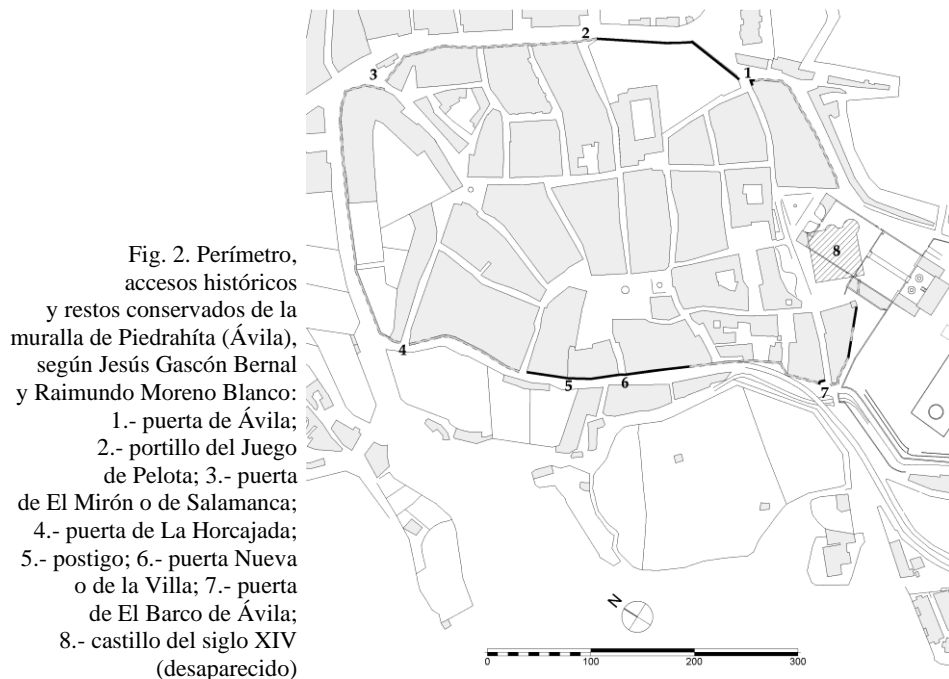 Fig. 2. Perímetro,
accesos históricos
y restos conservados de la
muralla de Piedrahíta (Ávila),
según Jesús Gascón Bernal
y Raimundo Moreno Blanco:
1.- puerta de Ávila;
2.- portillo del Juego
de Pelota; 3.- puerta
de El Mirón o de Salamanca;
4.- puerta de La Horcajada;
5.- postigo; 6.- puerta Nueva
o de la Villa; 7.- puerta
de El Barco de Ávila;
8.- castillo del siglo XIV
(desaparecido)
2
1
3
8
4
5
6
7
N
0 100 200 300